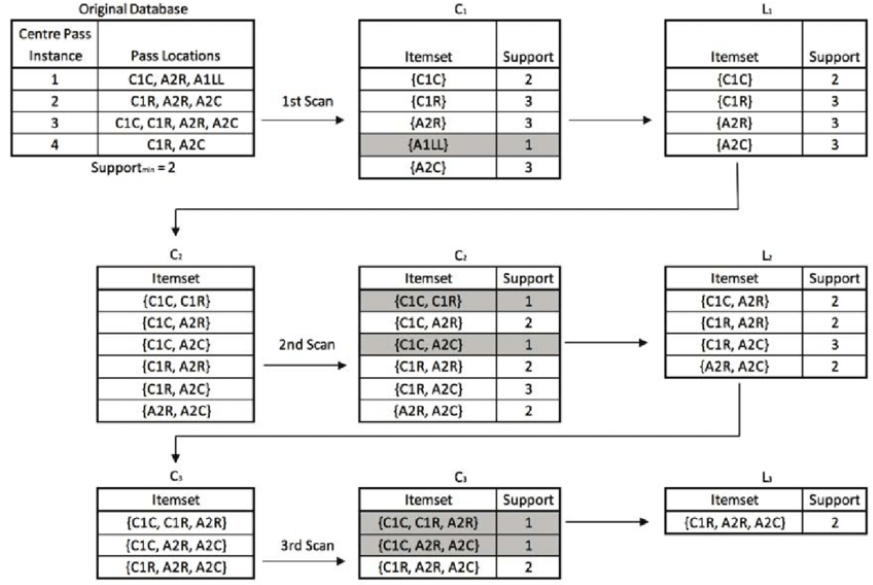 Original Database
Centre Pass Instance Pass Locations
1 C1C, A2R, A1LL
2 C1R, A2R, A2C
3 C1C, C1R, A2R, A2C
4 C1R, A2C
Supportmin = 2
1st Scan
C1
Itemset Support
{C1C} 2
{C1R} 3
{A2R} 3
{A1LL} 1
{A2C} 3
L1
Itemset Support
{C1C} 2
{C1R} 3
{A2R} 3
{A2C} 3
C2
Itemset
{C1C, C1R}
{C1C, A2R}
{C1C, A2C}
{C1R, A2R}
{C1R, A2C}
{A2R, A2C}
2nd Scan
C2
Itemset Support
{C1C, C1R} 1
{C1C, A2R} 2
{C1C, A2C} 1
{C1R, A2R} 2
{C1R, A2C} 3
{A2R, A2C} 2
L2
Itemset Support
{C1C, A2R} 2
{C1R, A2R} 2
{C1R, A2C} 3
{A2R, A2C} 2
C3
Itemset
{C1C, C1R, A2R}
{C1C, A2R, A2C}
{C1R, A2R, A2C}
3rd Scan
C3
Itemset Support
{C1C, C1R, A2R} 1
{C1C, A2R, A2C} 1
{C1R, A2R, A2C} 2
L3
Itemset Support
{C1R, A2R, A2C} 2